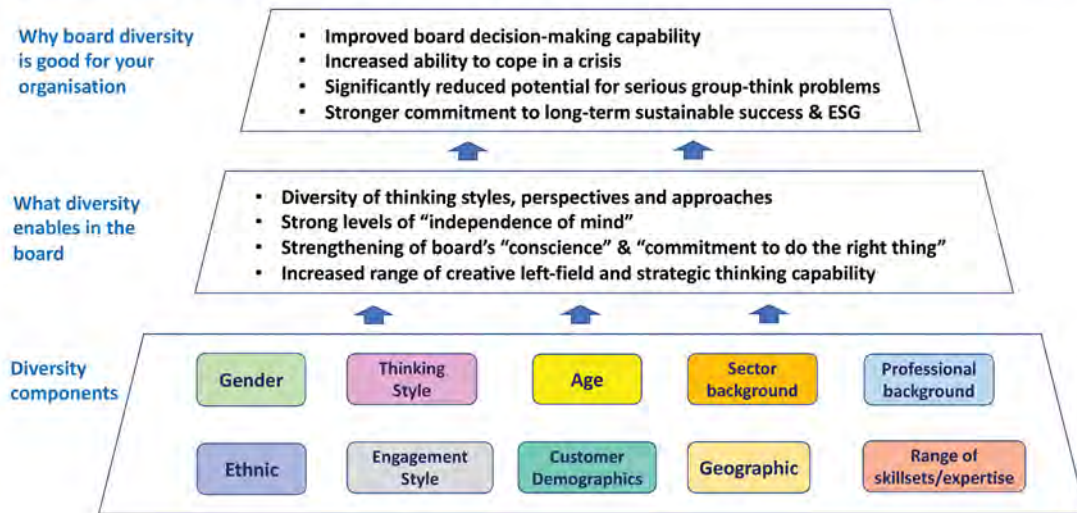 Why board diversity
is good for your
organisation
• Improved board decision-making capability
• Increased ability to cope in a crisis
• Significantly reduced potential for serious group-think problems
• Stronger commitment to long-term sustainable success & ESG
What diversity
enables in the
board
• Diversity of thinking styles, perspectives and approaches
• Strong levels of “independence of mind”
• Strengthening of board’s “conscience” & “commitment to do the right thing”
• Increased range of creative left-field and strategic thinking capability
Diversity
components
Gender
Thinking
Style
Age
Sector
background
Professional
background
Ethnic
Engagement
Style
Customer
Demographics
Geographic
Range of
skillsets/expertise